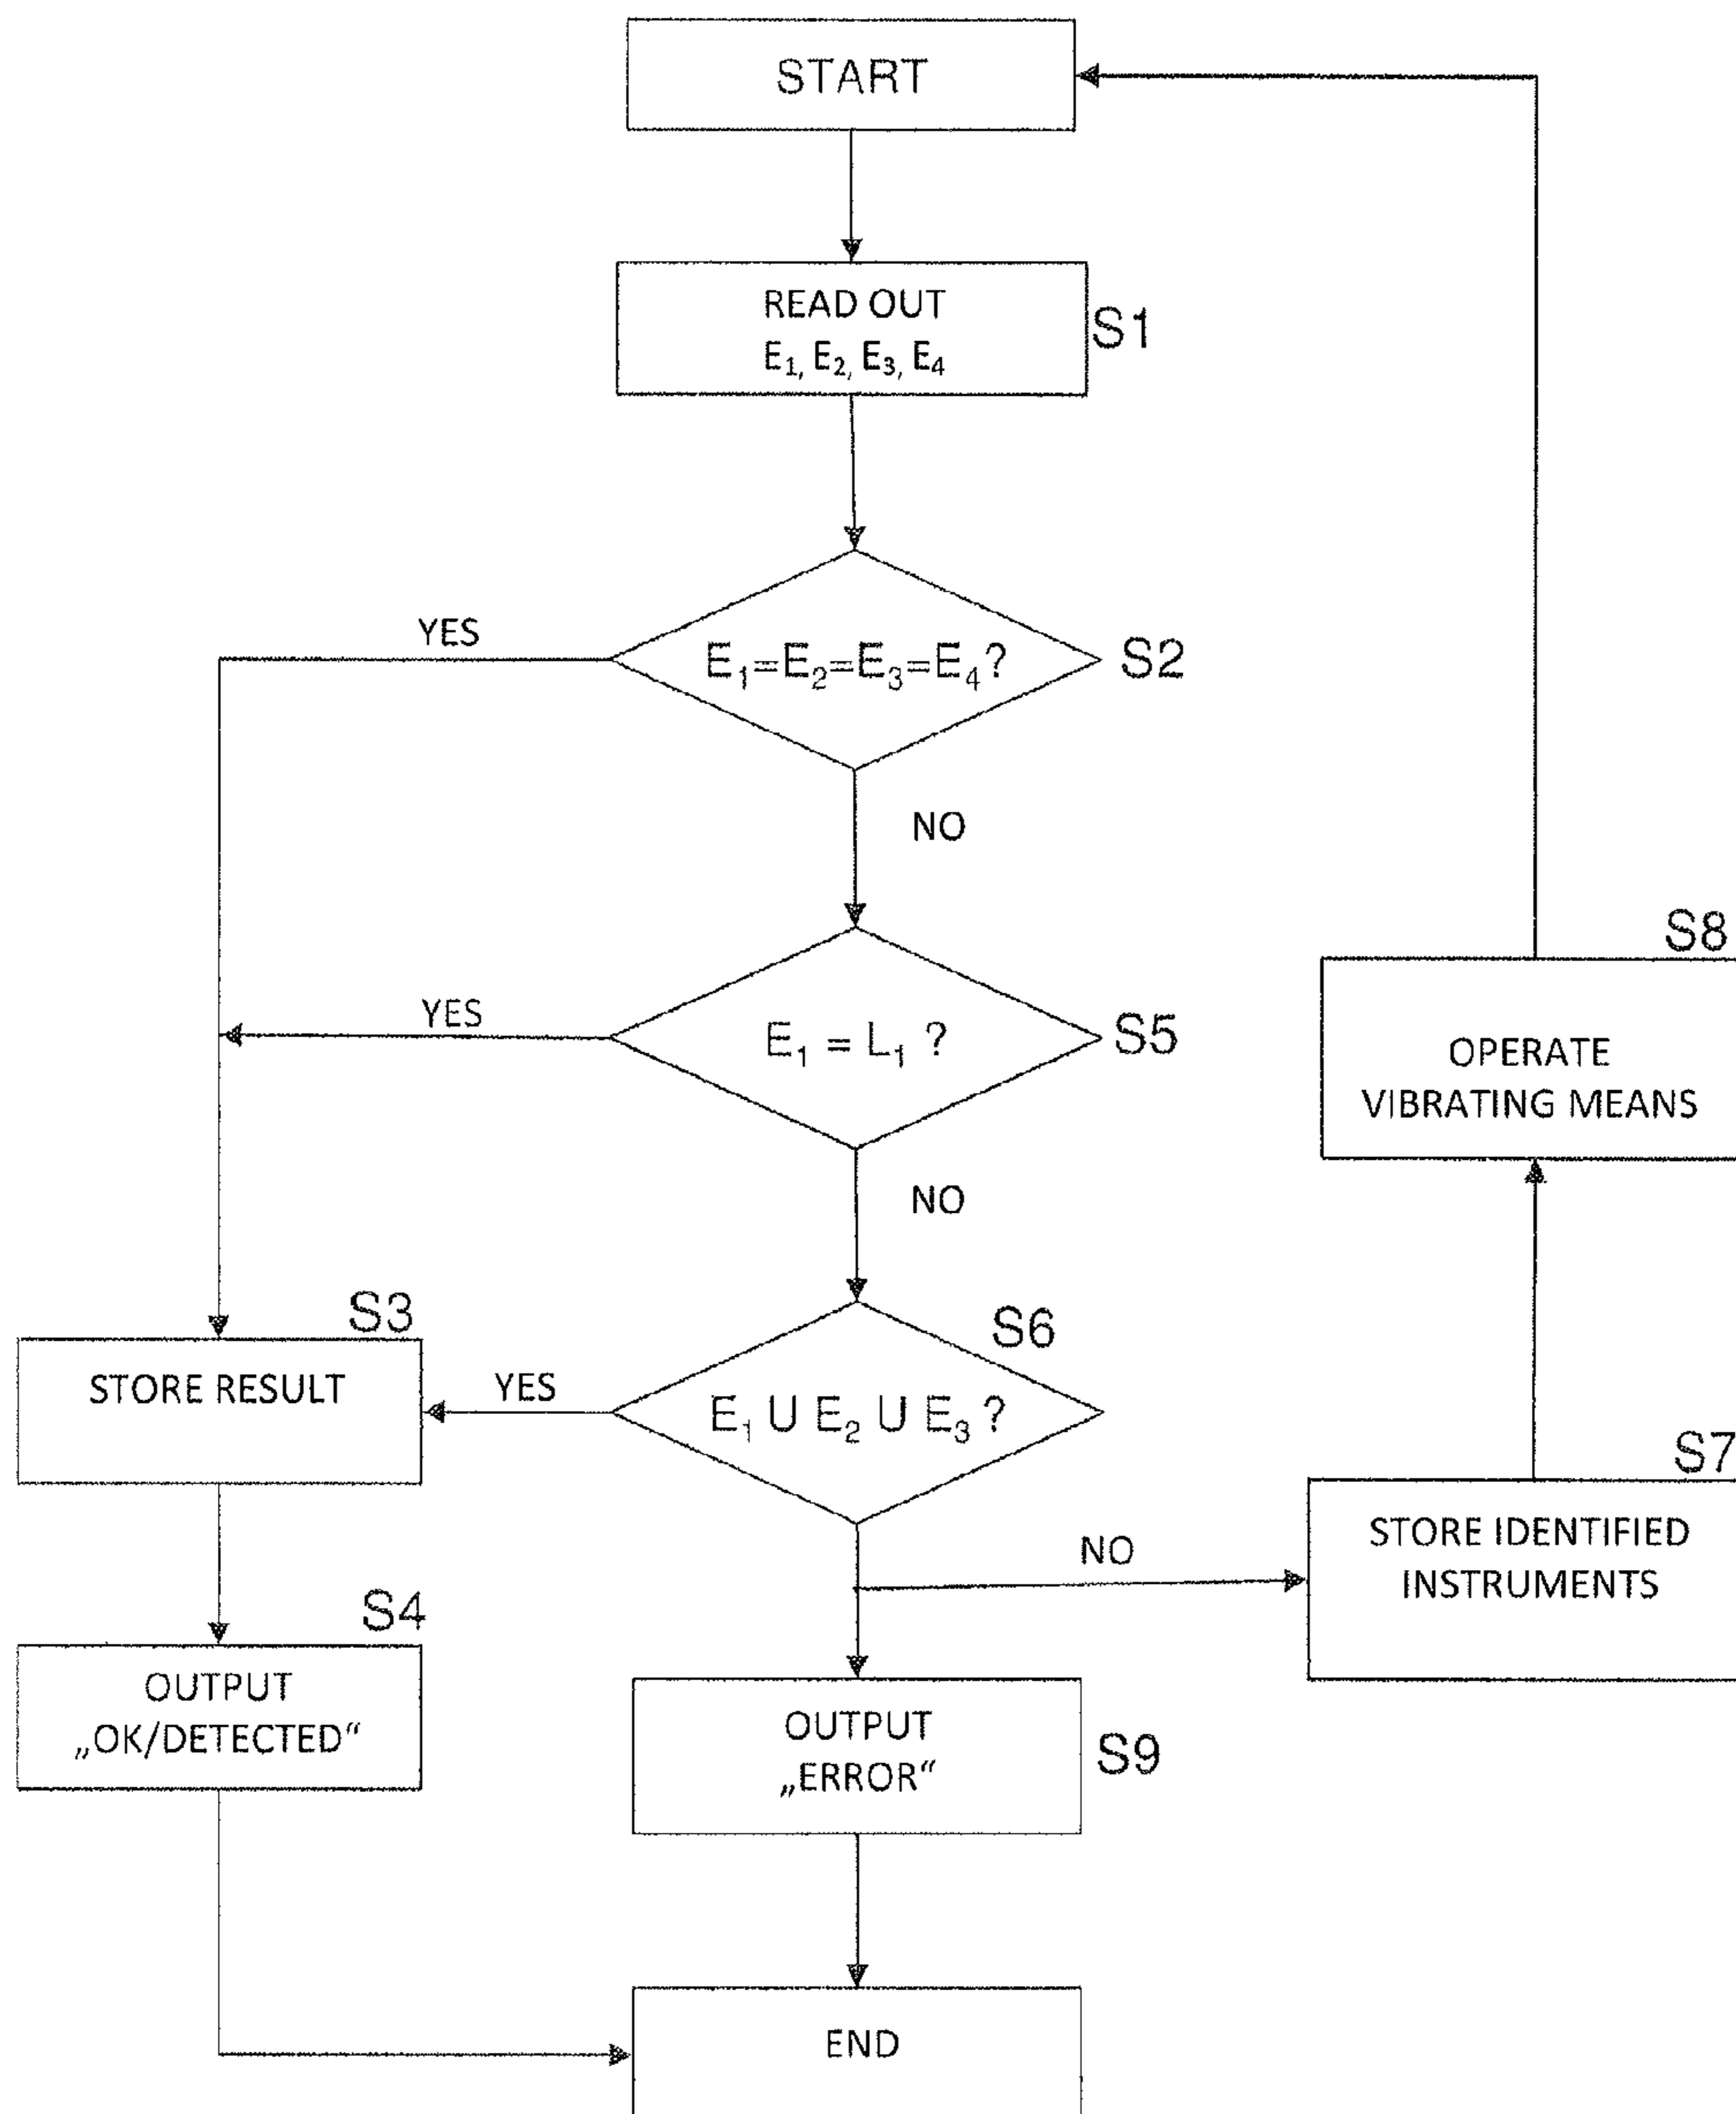 START
READ OUT
E₁, E₂, E₃, E₄
S1
YES
E₁=E₂=E₃=E₄?
S2
NO
YES
E₁ = L₁ ?
S5
S8
OPERATE
VIBRATING MEANS
NO
S3
STORE RESULT
YES
S6
E₁ U E₂ U E₃ ?
S7
STORE IDENTIFIED
INSTRUMENTS
NO
S4
OUTPUT
„OK/DETECTED“
OUTPUT
„ERROR“
S9
END